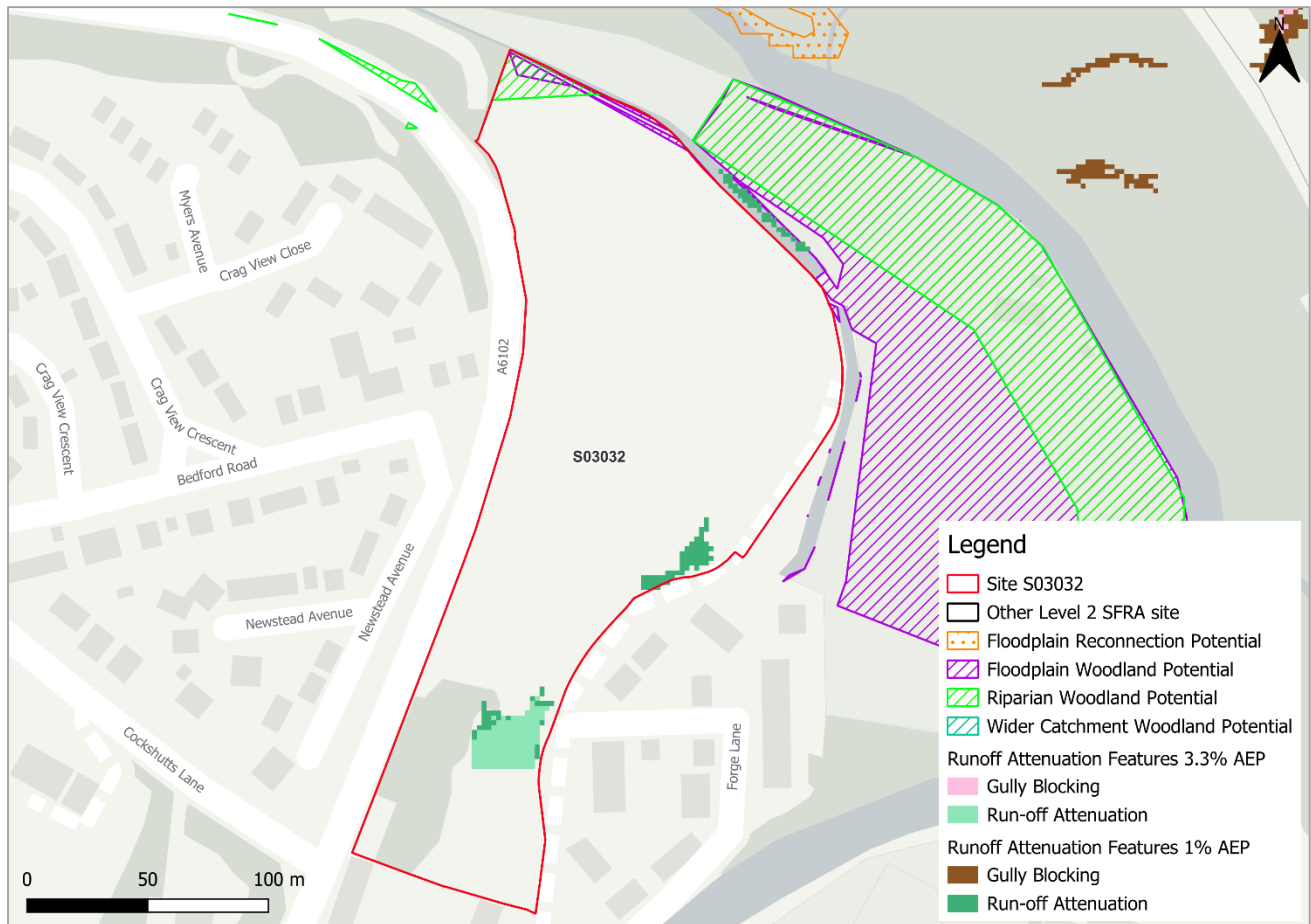 N
Myers Avenue
Crag View Close
A6102
Crag View Crescent
Crag View Crescent
Bedford Road
S03032
Newstead Avenue
Newstead Avenue
Cockshutts Lane
Forge Lane
0 50 100 m
Legend
Site S03032
Other Level 2 SFRA site
Floodplain Reconnection Potential
Floodplain Woodland Potential
Riparian Woodland Potential
Wider Catchment Woodland Potential
Runoff Attenuation Features 3.3% AEP
Gully Blocking
Run-off Attenuation
Runoff Attenuation Features 1% AEP
Gully Blocking
Run-off Attenuation